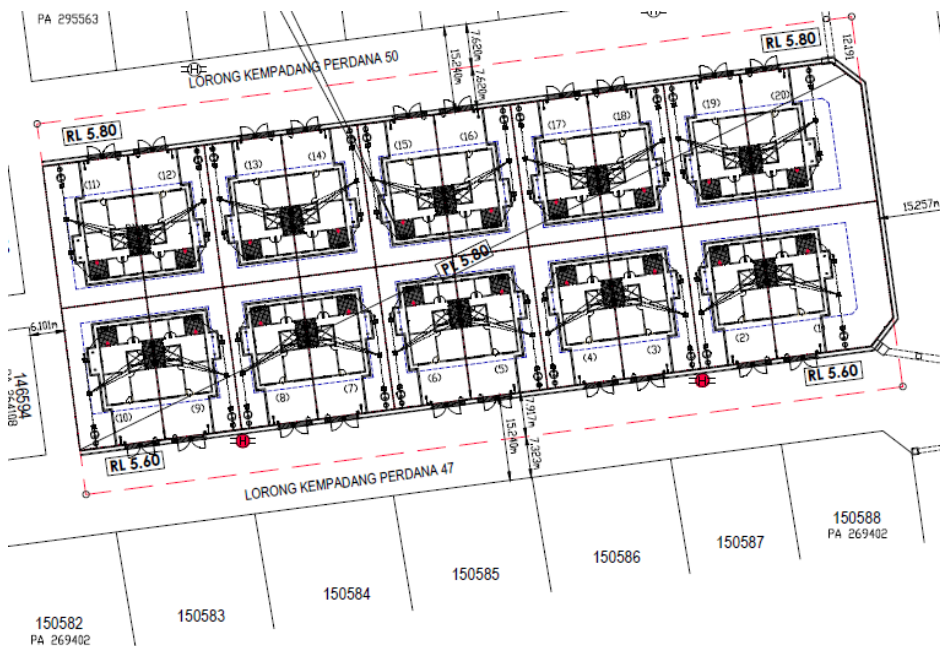 PA 295563
H
LORONG KEMPADANG PERDANA 50
15.240m
7.620m
7.620m
RL 5.80
12.191
RL 5.80
(11)
(12)
(13)
(14)
(15)
(16)
(17)
(18)
(19)
(20)
15.257m
PL 5.80
6.101m
146594
(10)
(9)
(8)
(7)
(6)
(5)
(4)
(3)
(2)
1
RL 5.60
H
H
RL 5.60
15.240m
7.917m
7.323m
LORONG KEMPADANG PERDANA 47
150582
PA 269402
150583
150584
150585
150586
150587
150588
PA 269402